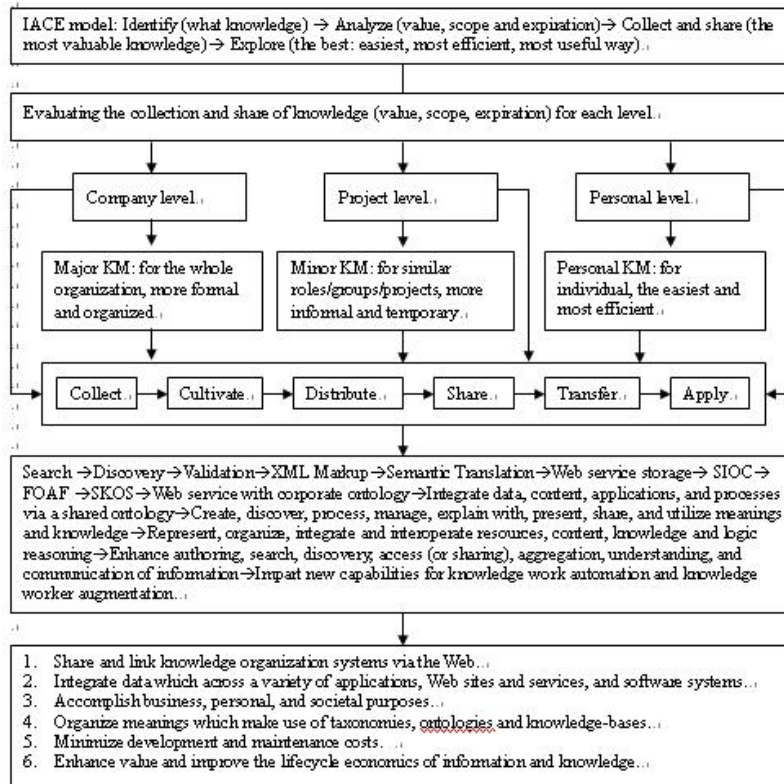 IACE model: Identify (what knowledge) → Analyze (value, scope and expiration)→ Collect and share (the
most valuable knowledge)→ Explore (the best: easiest, most efficient, most useful way).
Evaluating the collection and share of knowledge (value, scope, expiration) for each level.
Company level.
Project level.
Personal level.
Major KM: for the whole
organization, more formal
and organized.
Minor KM: for similar
roles/groups/projects, more
informal and temporary.
Personal KM: for
individual, the easiest and
most efficient.
Collect.
Cultivate.
Distribute.
Share.
Transfer.
Apply.
Search →Discovery→Validation→XML Markup→Semantic Translation→Web service storage→ SIOC→
FOAF →SKOS→Web service with corporate ontology→Integrate data, content, applications, and processes
via a shared ontology→Create, discover, process, manage, explain with, present, share, and utilize meanings
and knowledge→Represent, organize, integrate and interoperate resources, content, knowledge and logic
reasoning→Enhance authoring, search, discovery, access (or sharing), aggregation, understanding, and
communication of information→Impart new capabilities for knowledge work automation and knowledge
worker augmentation.
1. Share and link knowledge organization systems via the Web.
2. Integrate data which across a variety of applications, Web sites and services, and software systems.
3. Accomplish business, personal, and societal purposes.
4. Organize meanings which make use of taxonomies, ontologies and knowledge-bases.
5. Minimize development and maintenance costs.
6. Enhance value and improve the lifecycle economics of information and knowledge.